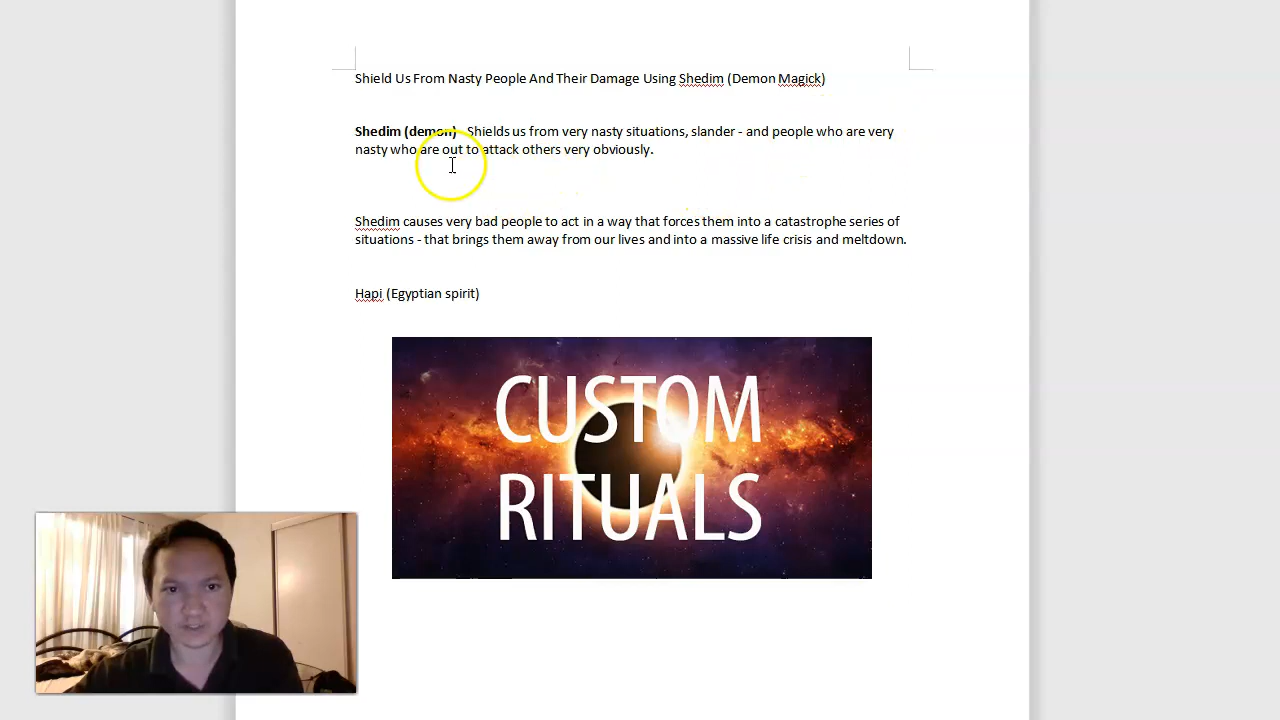 Shield Us From Nasty People And Their Damage Using Shedim (Demon Magick)
Shedim (demon) - Shields us from very nasty situations, slander - and people who are very
nasty who are out to attack others very obviously.
Shedim causes very bad people to act in a way that forces them into a catastrophe series of
situations - that brings them away from our lives and into a massive life crisis and meltdown.
Hapi (Egyptian spirit)
CUSTOM
RITUALS